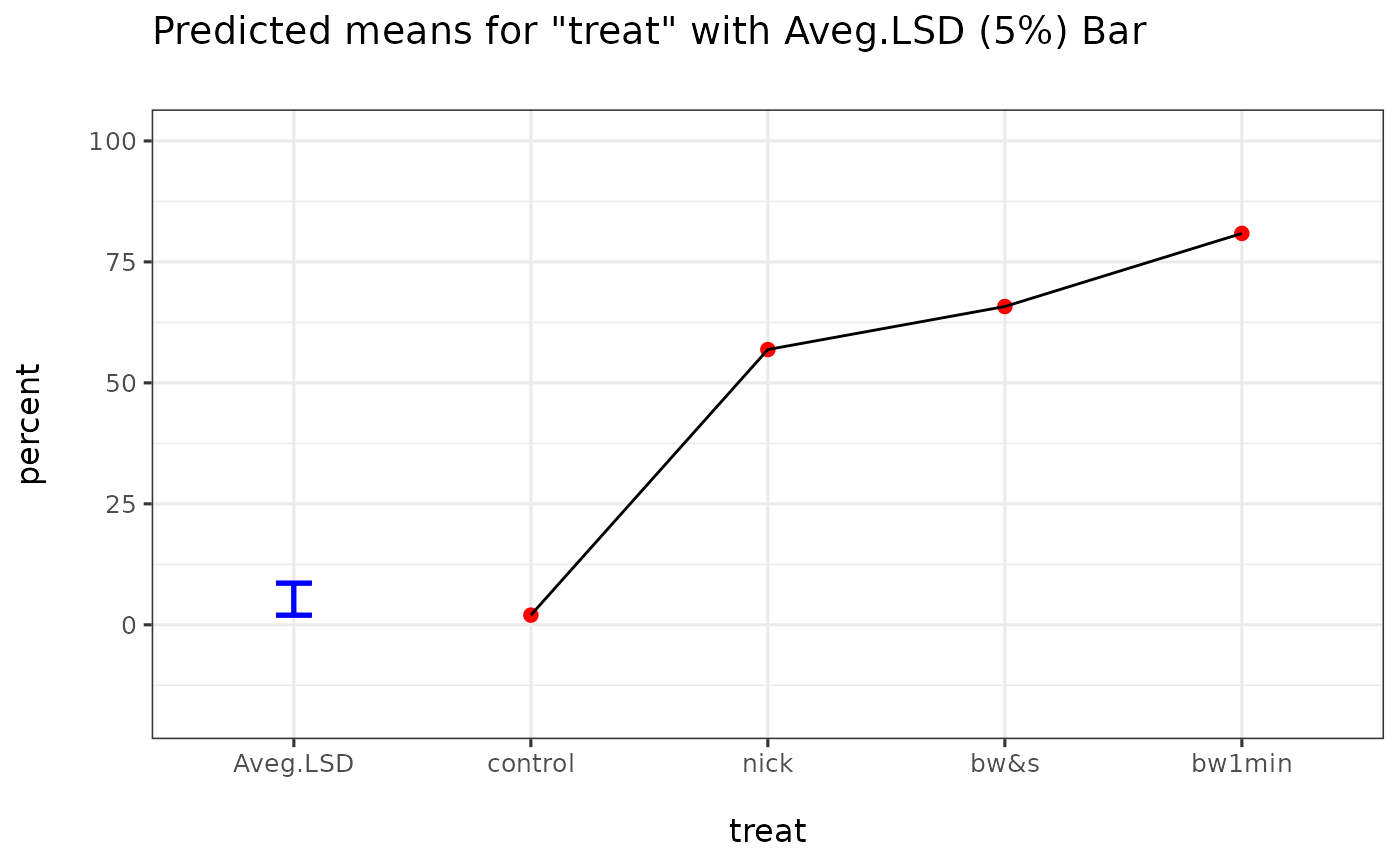 Predicted means for "treat" with Aveg.LSD (5%) Bar
percent
100
75
50
25
0
Aveg.LSD control nick bw&s bw1min
treat